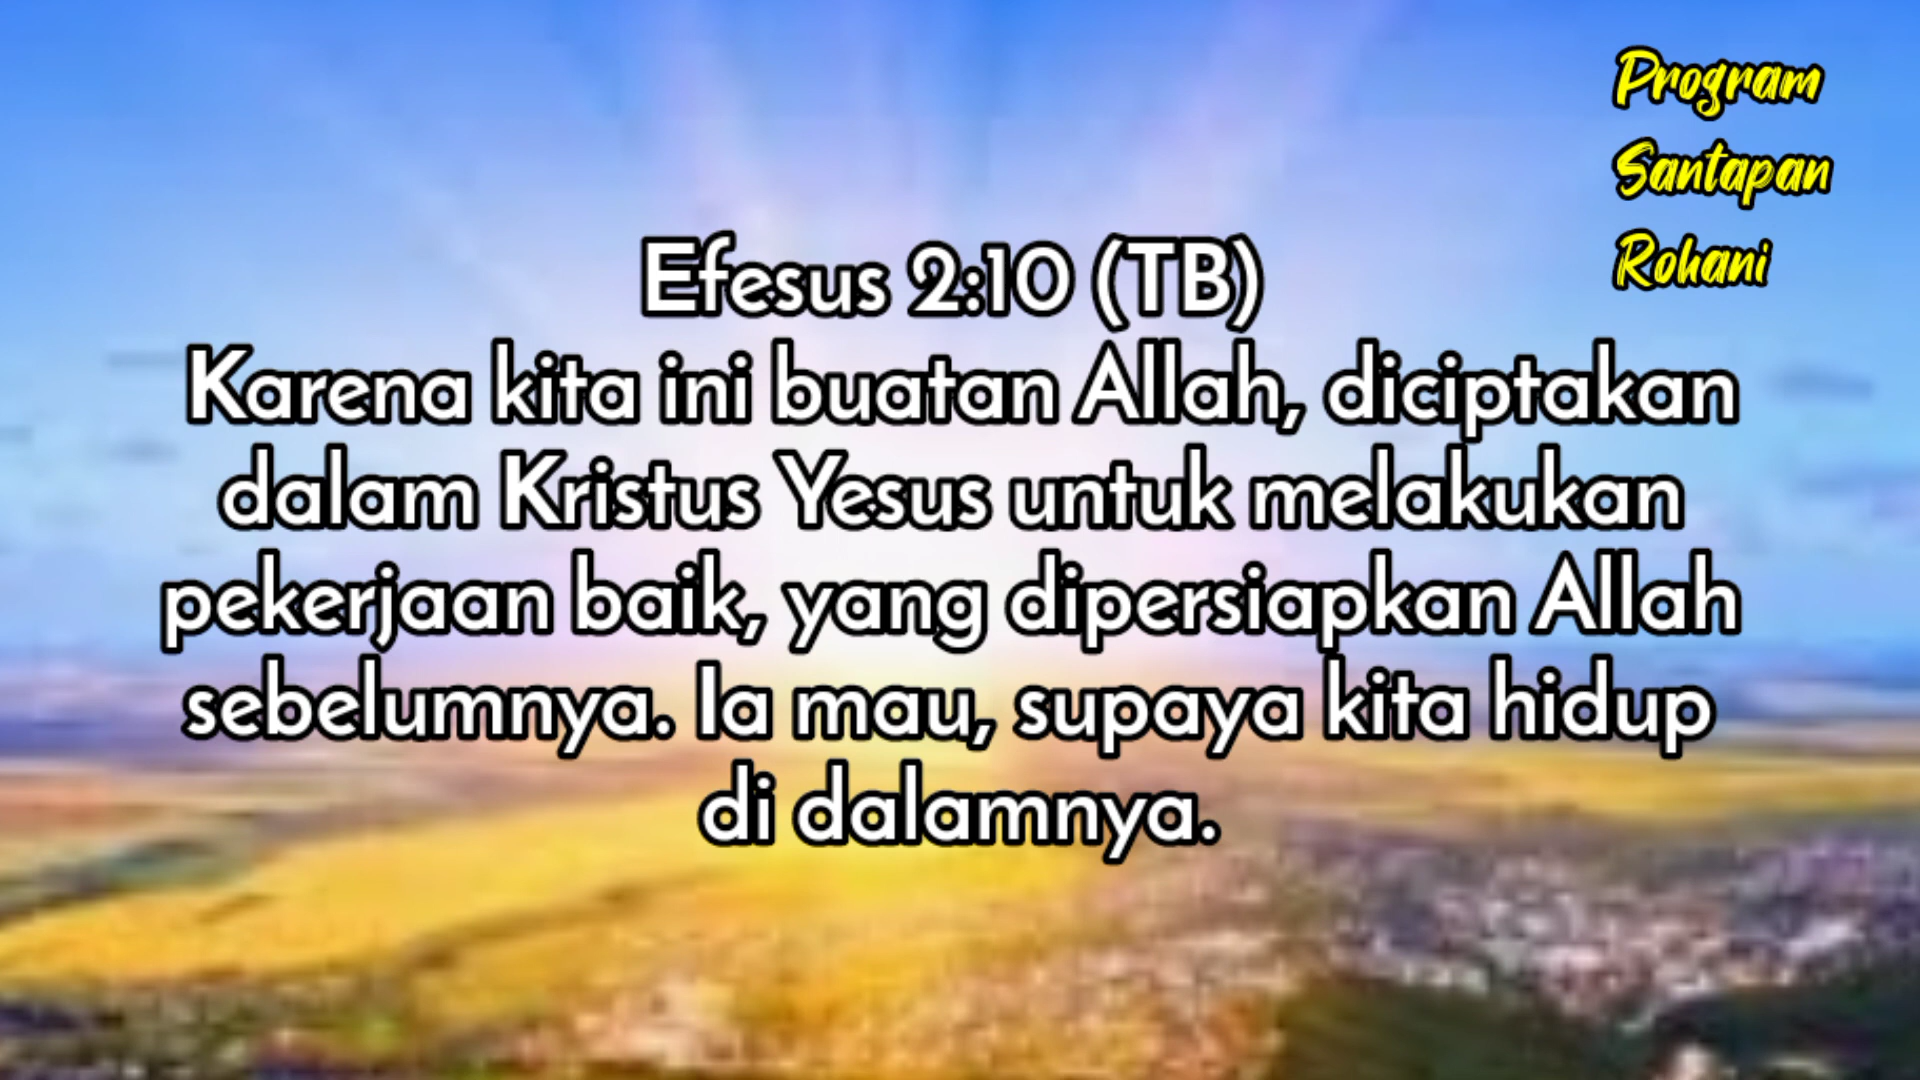 Program
Santapan
Rohani
Efesus 2:10 (TB)
Karena kita ini buatan Allah, diciptakan
dalam Kristus Yesus untuk melakukan
pekerjaan baik, yang dipersiapkan Allah
sebelumnya. Ia mau, supaya kita hidup
di dalamnya.